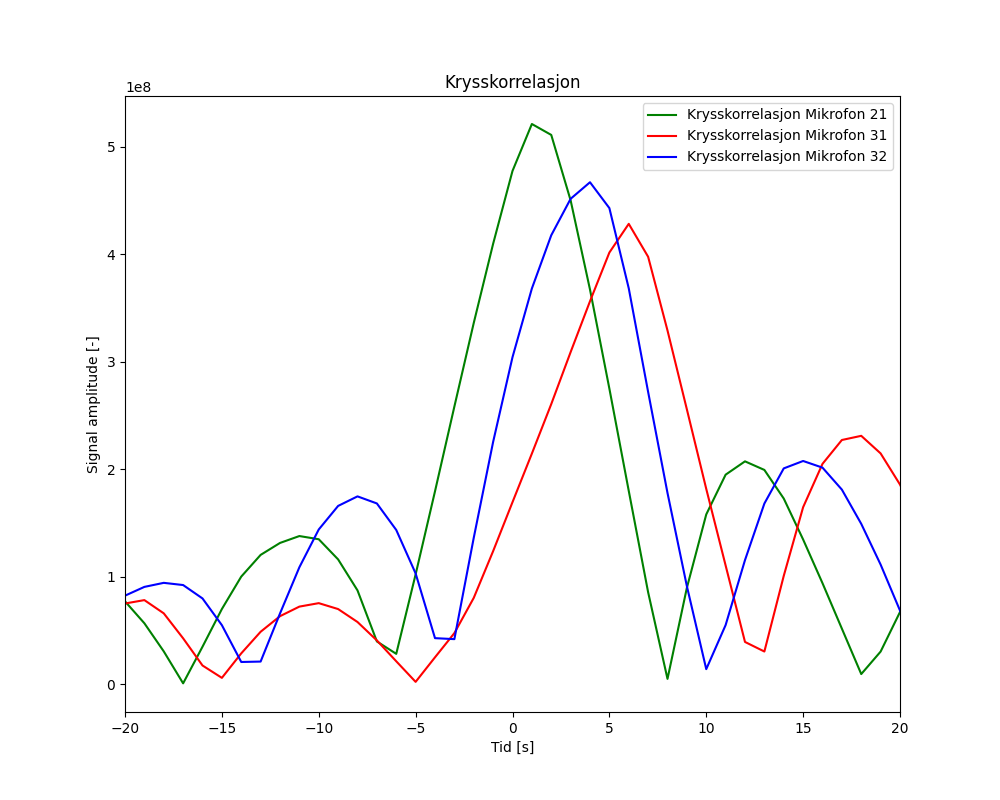 Krysskorrelasjon
1e8
Krysskorrelasjon Mikrofon 21
Krysskorrelasjon Mikrofon 31
Krysskorrelasjon Mikrofon 32
5
4
3
2
1
0
Signal amplitude [-]
−20 −15 −10 −5 0 5 10 15 20
Tid [s]